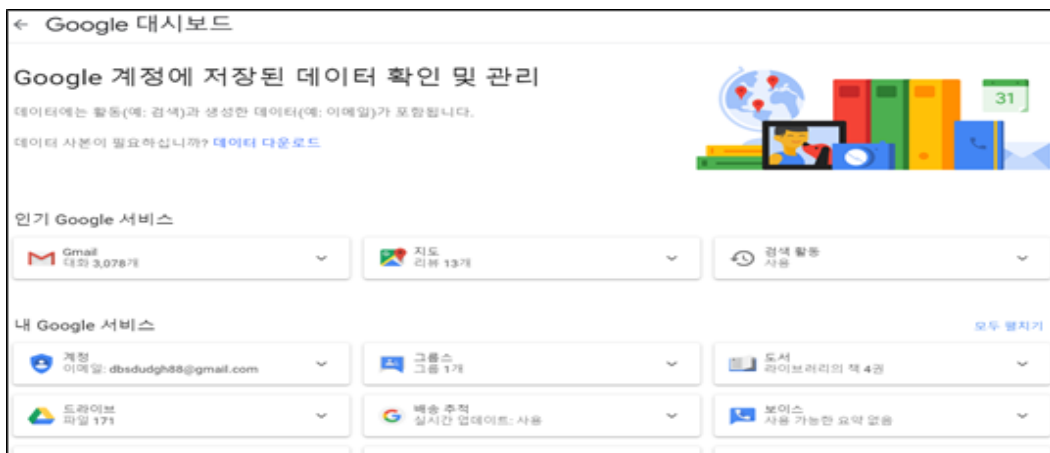 ← Google 대시보드
Google 계정에 저장된 데이터 확인 및 관리
데이터에는 활동(예: 검색)과 생성한 데이터(예: 이메일)가 포함됩니다.
데이터 사본이 필요하십니까? 데이터 다운로드
31
인기 Google 서비스
Gmail
대화 3,078개
지도
리뷰 13개
검색 활동
사용
내 Google 서비스
모두 펼치기
계정
이메일: dbsdudgh88@gmail.com
그룹스
그룹 1개
도서
라이브러리의 책 4권
드라이브
파일 171
배송 추적
실시간 업데이트: 사용
보이스
사용 가능한 요약 없음